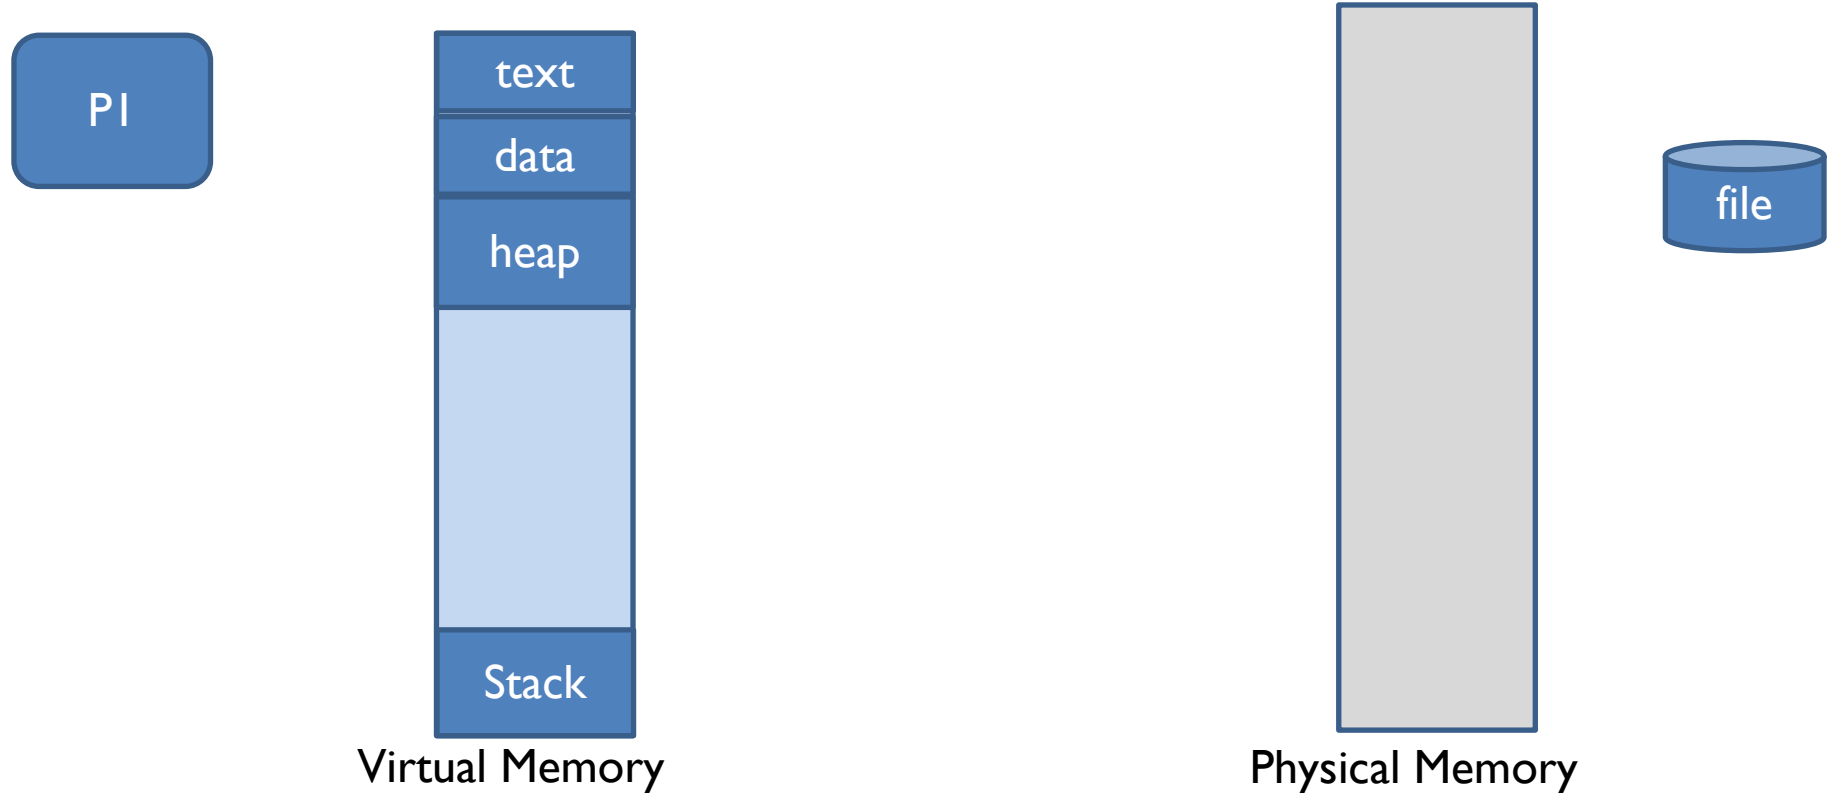 P1
text
data
heap
Stack
Virtual Memory
Physical Memory
file